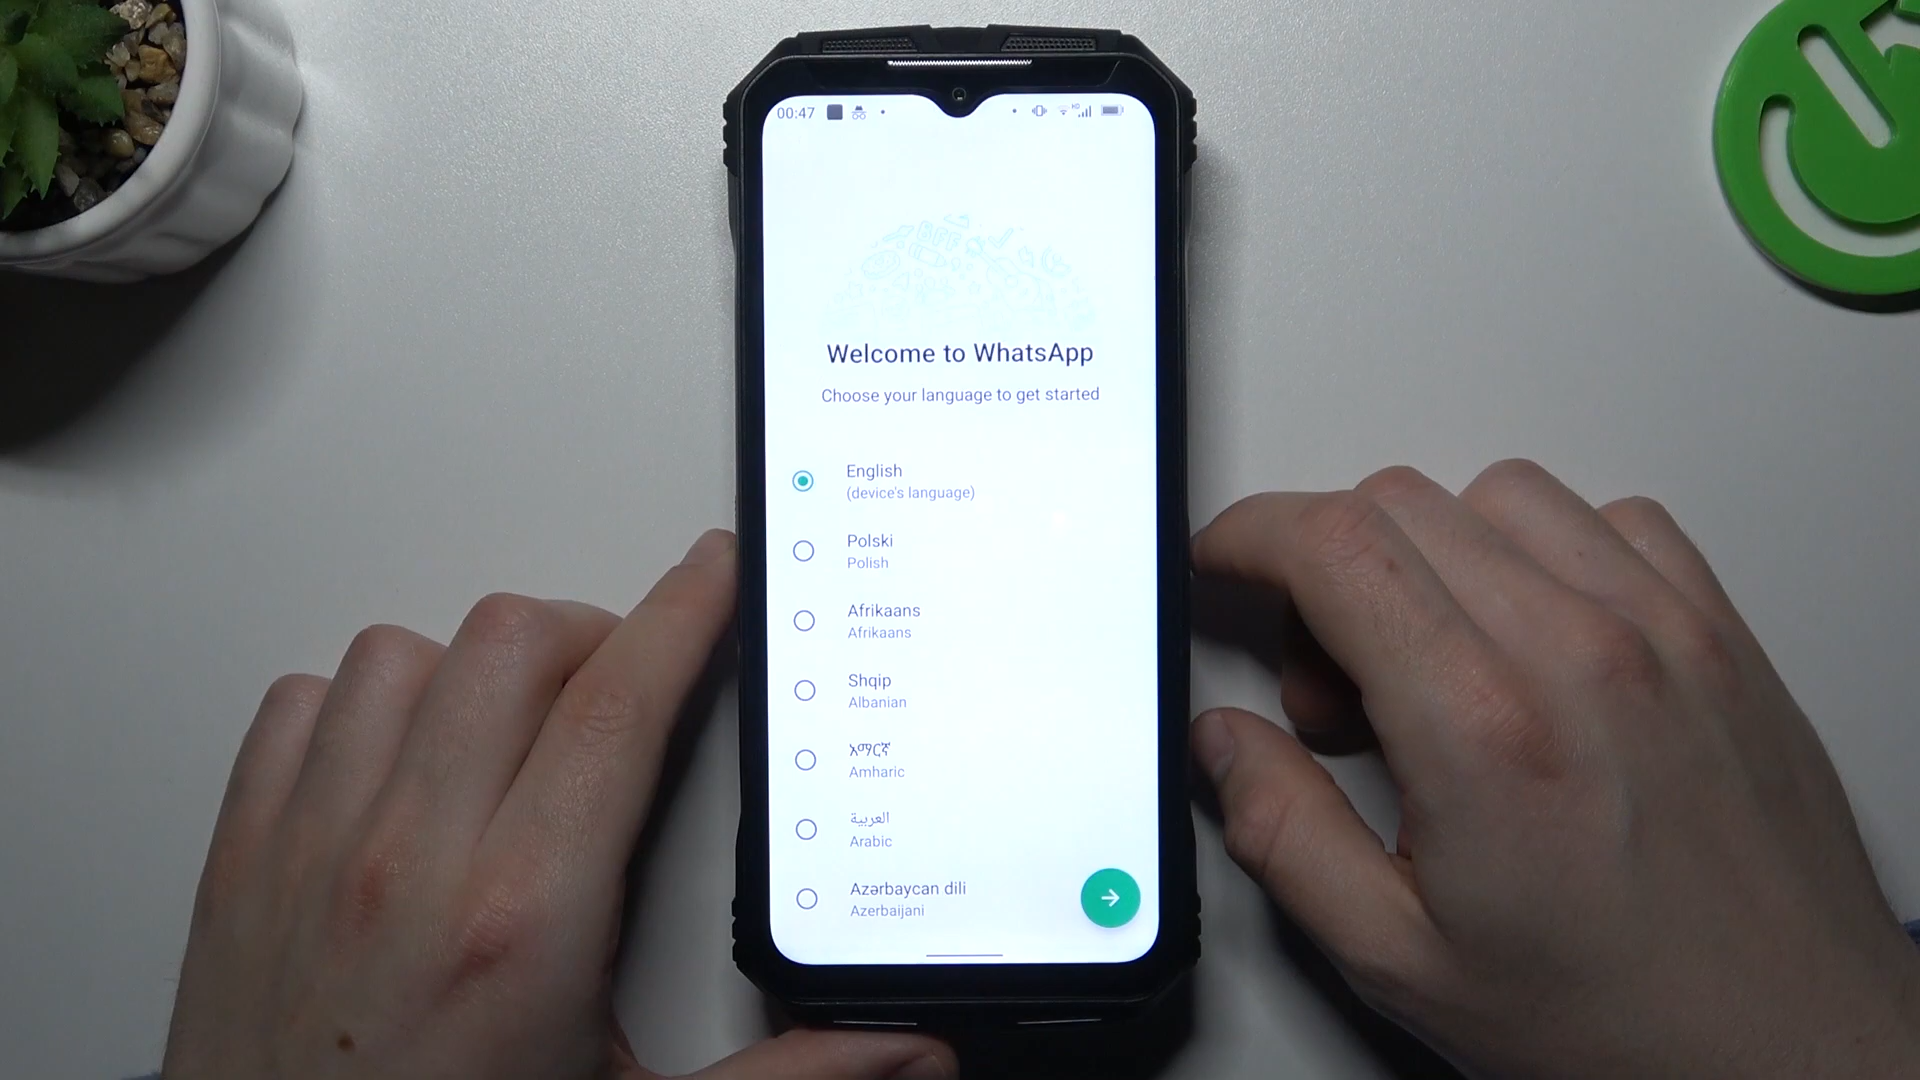 00:47
BFF
Welcome to WhatsApp
Choose your language to get started
English
(device's language)
Polski
Polish
Afrikaans
Afrikaans
Shqip
Albanian
አማርኛ
Amharic
العربية
Arabic
Azərbaycan dili
Azerbaijani